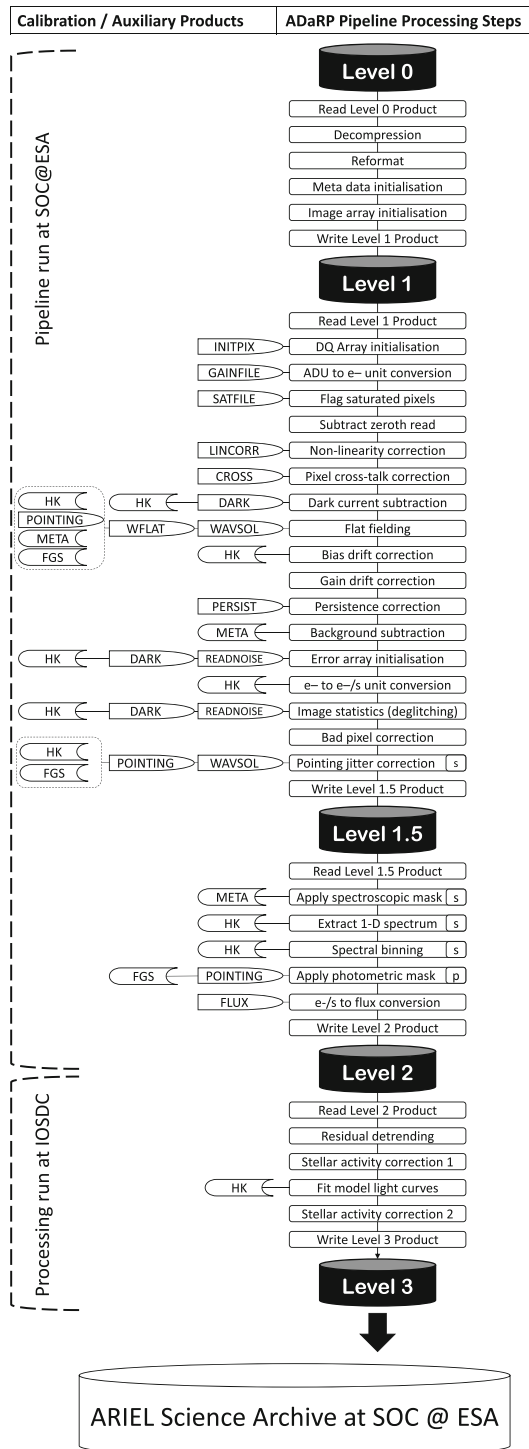 Calibration / Auxiliary Products ADaRP Pipeline Processing Steps
Pipeline run at SOC@ESA
Level 0
Read Level 0 Product
Decompression
Reformat
Meta data initialisation
Image array initialisation
Write Level 1 Product
Level 1
Read Level 1 Product
INITPIX DQ Array initialisation
GAINFILE ADU to e– unit conversion
SATFILE Flag saturated pixels
Subtract zeroth read
LINCORR Non-linearity correction
CROSS Pixel cross-talk correction
HK HK DARK Dark current subtraction
POINTING
WFLAT WAVSOL Flat fielding
META
FGS HK Bias drift correction
Gain drift correction
PERSIST Persistence correction
META Background subtraction
HK DARK READNOISE Error array initialisation
HK e– to e–/s unit conversion
HK DARK READNOISE Image statistics (deglitching)
Bad pixel correction
HK
FGS
POINTING WAVSOL Pointing jitter correction s
Write Level 1.5 Product
Level 1.5
Read Level 1.5 Product
META Apply spectroscopic mask s
HK Extract 1-D spectrum s
HK Spectral binning s
FGS POINTING Apply photometric mask p
FLUX e-/s to flux conversion
Write Level 2 Product
Level 2
Processing run at IOSDC
Read Level 2 Product
Residual detrending
Stellar activity correction 1
HK Fit model light curves
Stellar activity correction 2
Write Level 3 Product
Level 3
ARIEL Science Archive at SOC @ ESA